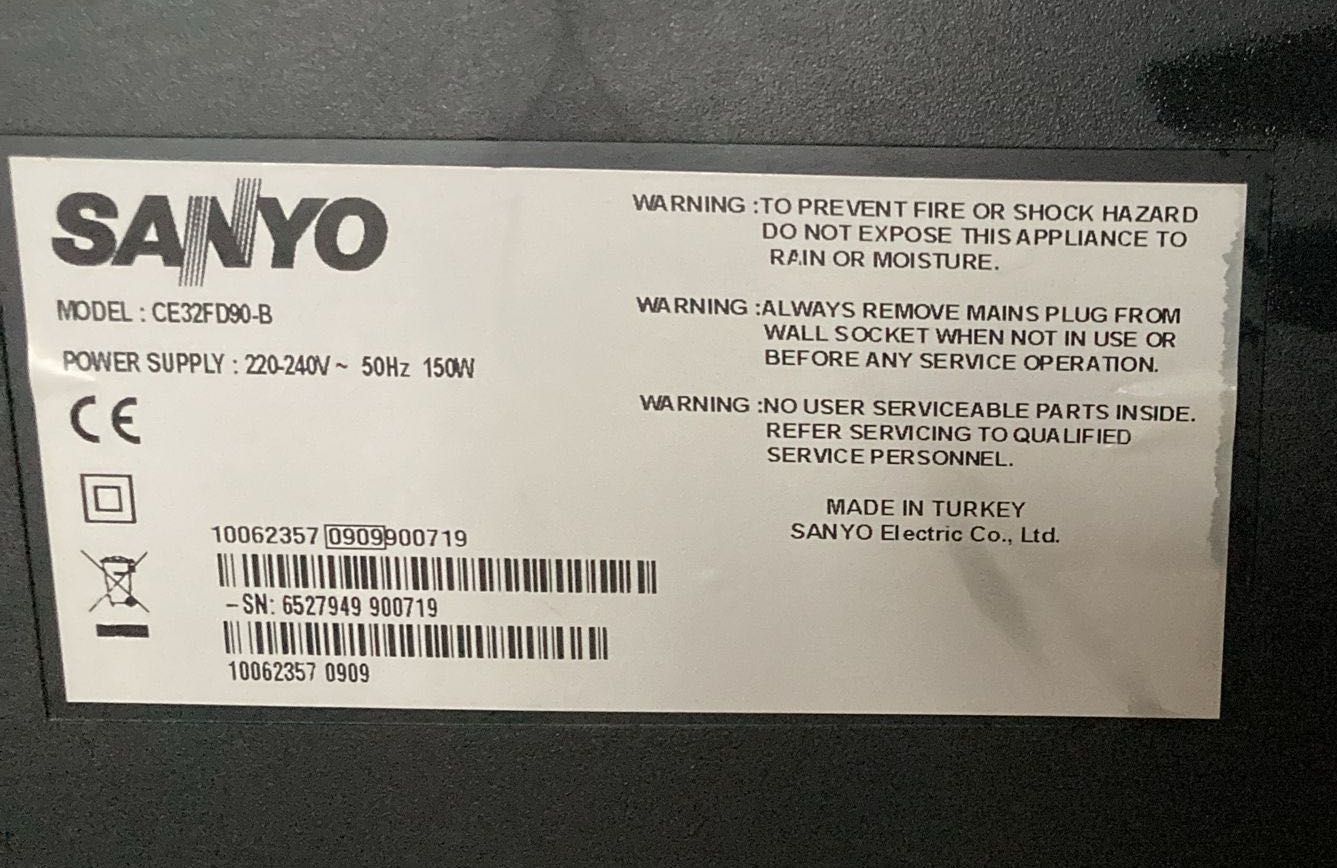 SANYO
MODEL : CE32FD90-B
POWER SUPPLY : 220-240V ~ 50Hz 150W
CE
10062357 0909900719
-SN: 6527949 900719
10062357 0909
WARNING :TO PREVENT FIRE OR SHOCK HAZARD
DO NOT EXPOSE THIS APPLIANCE TO
RAIN OR MOISTURE.
WARNING :ALWAYS REMOVE MAINS PLUG FROM
WALL SOCKET WHEN NOT IN USE OR
BEFORE ANY SERVICE OPERATION.
WARNING :NO USER SERVICEABLE PARTS INSIDE.
REFER SERVICING TO QUALIFIED
SERVICE PERSONNEL.
MADE IN TURKEY
SANYO Electric Co., Ltd.